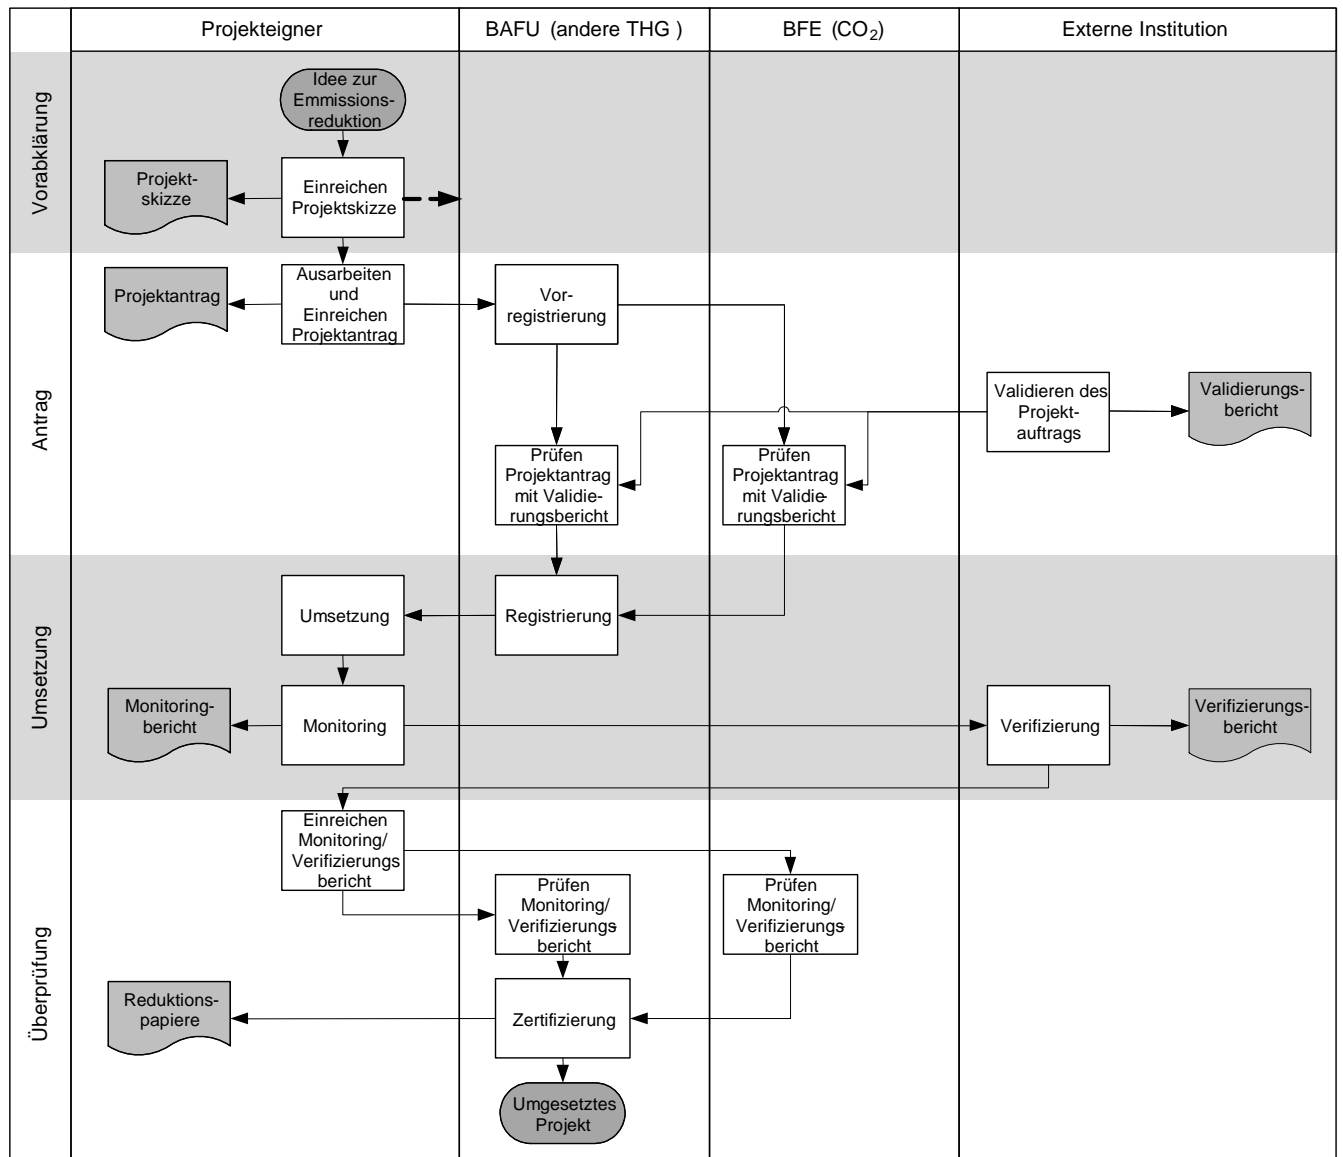 Projekteigner
BAFU (andere THG )
BFE (CO₂)
Externe Institution
Vorabklärung
Idee zur
Emmissions-
reduktion
Projekt-
skizze
Einreichen
Projektskizze
Antrag
Projektantrag
Ausarbeiten
und
Einreichen
Projektantrag
Vor-
registrierung
Validieren des
Projekt-
auftrags
Validierungs-
bericht
Prüfen
Projektantrag
mit Validie-
rungsbericht
Prüfen
Projektantrag
mit Validie-
rungsbericht
Umsetzung
Umsetzung
Registrierung
Monitoring-
bericht
Monitoring
Verifizierung
Verifizierungs-
bericht
Überprüfung
Einreichen
Monitoring/
Verifizierungs
bericht
Prüfen
Monitoring/
Verifizierungs-
bericht
Prüfen
Monitoring/
Verifizierungs-
bericht
Reduktions-
papiere
Zertifizierung
Umgesetztes
Projekt